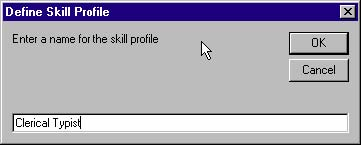 Define Skill Profile
Enter a name for the skill profile
OK
Cancel
Clerical Typist